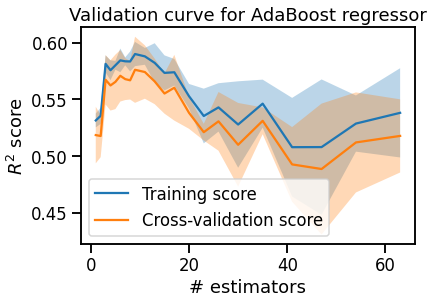 Validation curve for AdaBoost regressor
0.60
0.55
0.50
0.45
R² score
Training score
Cross-validation score
0 20 40 60
# estimators